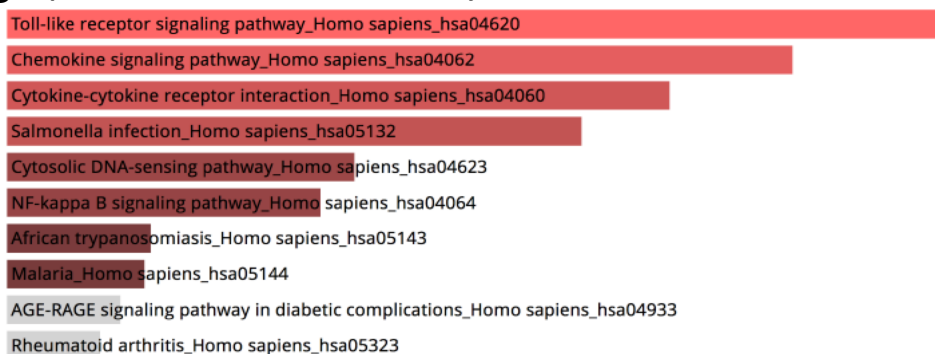 Toll-like receptor signaling pathway_Homo sapiens_hsa04620
Chemokine signaling pathway_Homo sapiens_hsa04062
Cytokine-cytokine receptor interaction_Homo sapiens_hsa04060
Salmonella infection_Homo sapiens_hsa05132
Cytosolic DNA-sensing pathway_Homo sapiens_hsa04623
NF-kappa B signaling pathway_Homo sapiens_hsa04064
African trypanosomiasis_Homo sapiens_hsa05143
Malaria_Homo sapiens_hsa05144
AGE-RAGE signaling pathway in diabetic complications_Homo sapiens_hsa04933
Rheumatoid arthritis_Homo sapiens_hsa05323